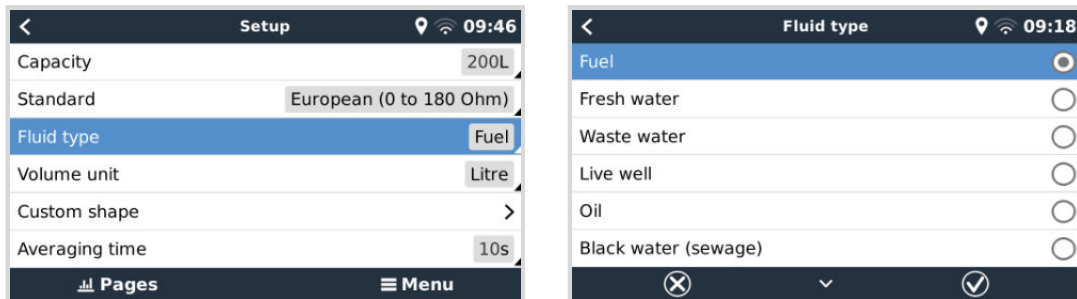 Setup 09:46
Capacity 200L
Standard European (0 to 180 Ohm)
Fluid type Fuel
Volume unit Litre
Custom shape
Averaging time 10s
Pages Menu
Fluid type 09:18
Fuel
Fresh water
Waste water
Live well
Oil
Black water (sewage)